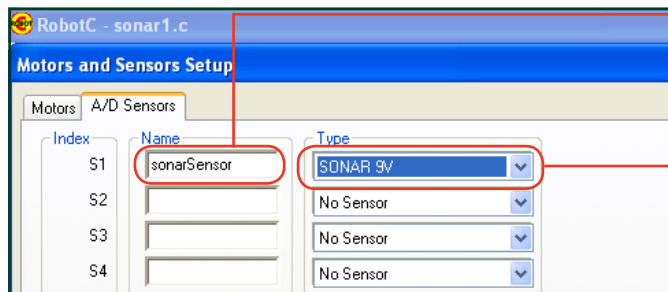 RobotC - sonar1.c
Motors and Sensors Setup
Motors A/D Sensors
Index Name Type
S1 sonarSensor SONAR 9V
S2 No Sensor
S3 No Sensor
S4 No Sensor